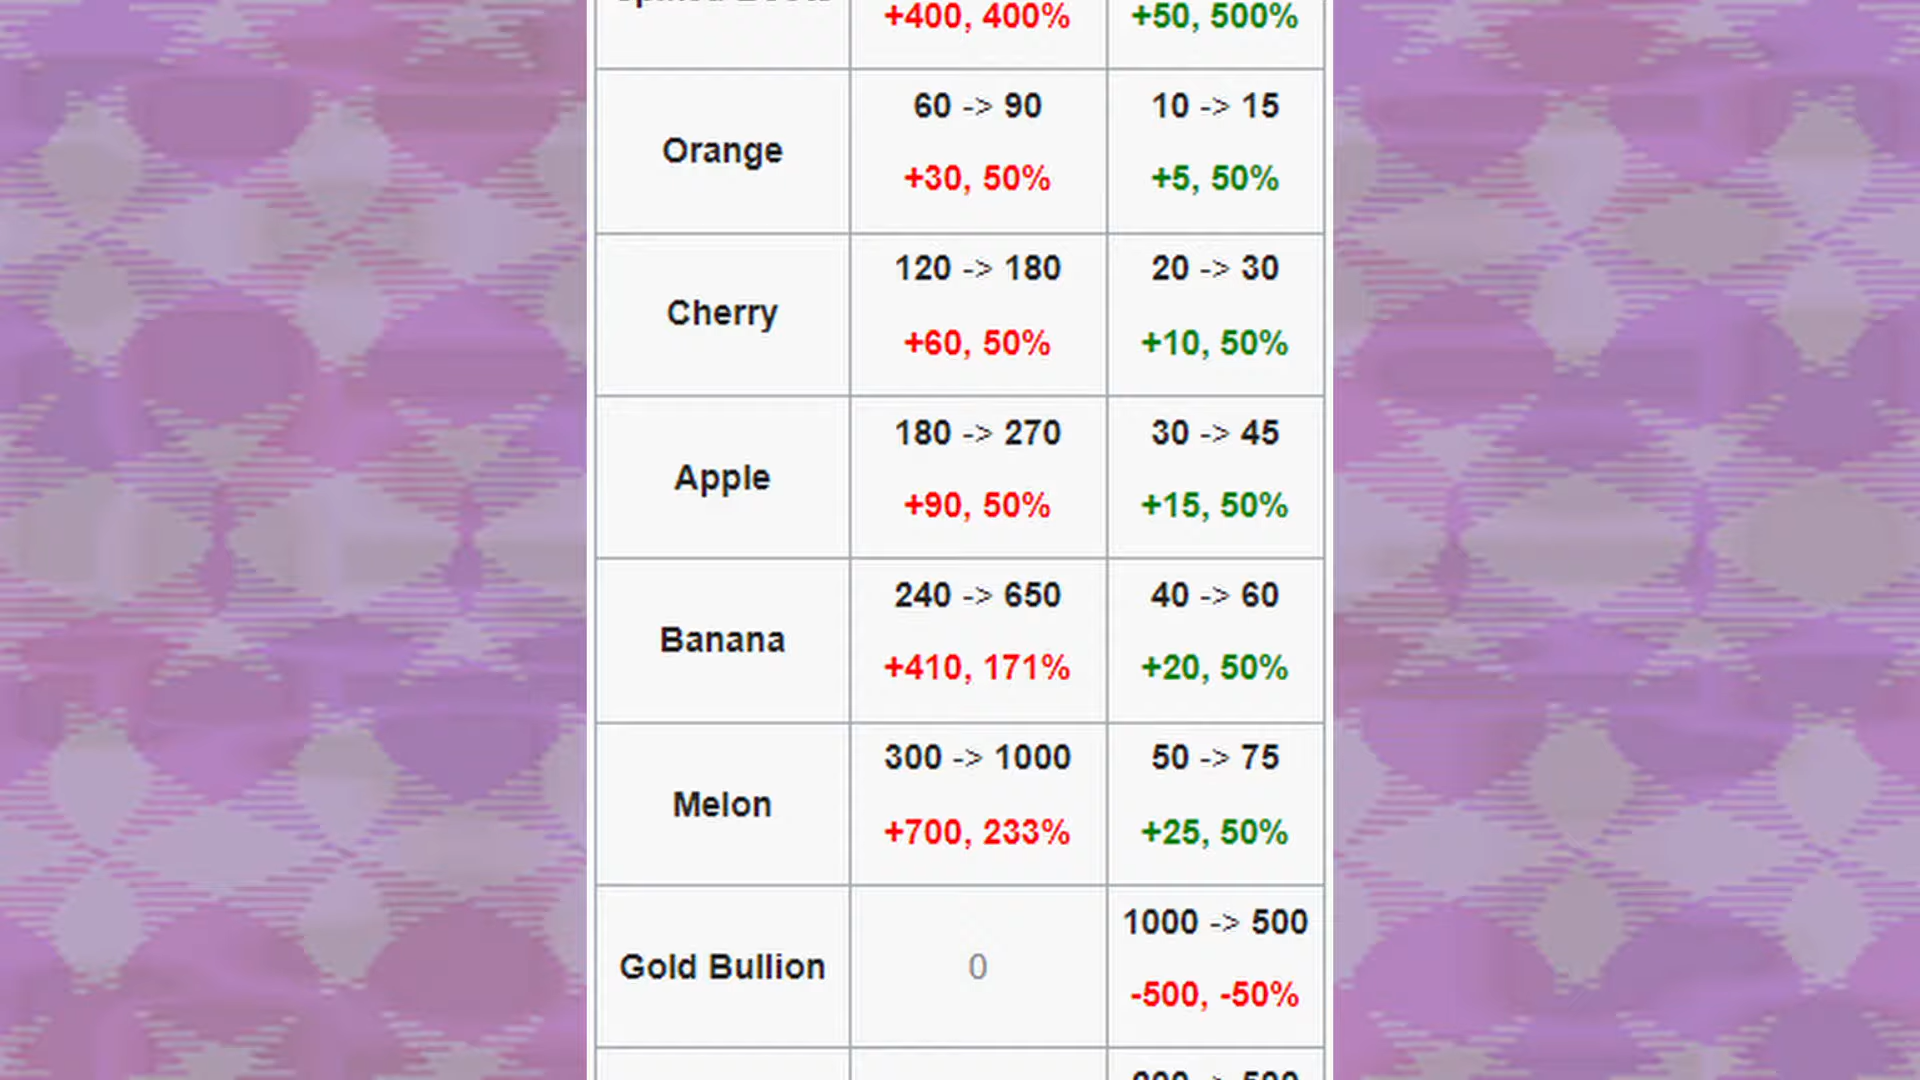 +400, 400% +50, 500%
60 -> 90 10 -> 15
Orange
+30, 50% +5, 50%
120 -> 180 20 -> 30
Cherry
+60, 50% +10, 50%
180 -> 270 30 -> 45
Apple
+90, 50% +15, 50%
240 -> 650 40 -> 60
Banana
+410, 171% +20, 50%
300 -> 1000 50 -> 75
Melon
+700, 233% +25, 50%
1000 -> 500
Gold Bullion 0
-500, -50%